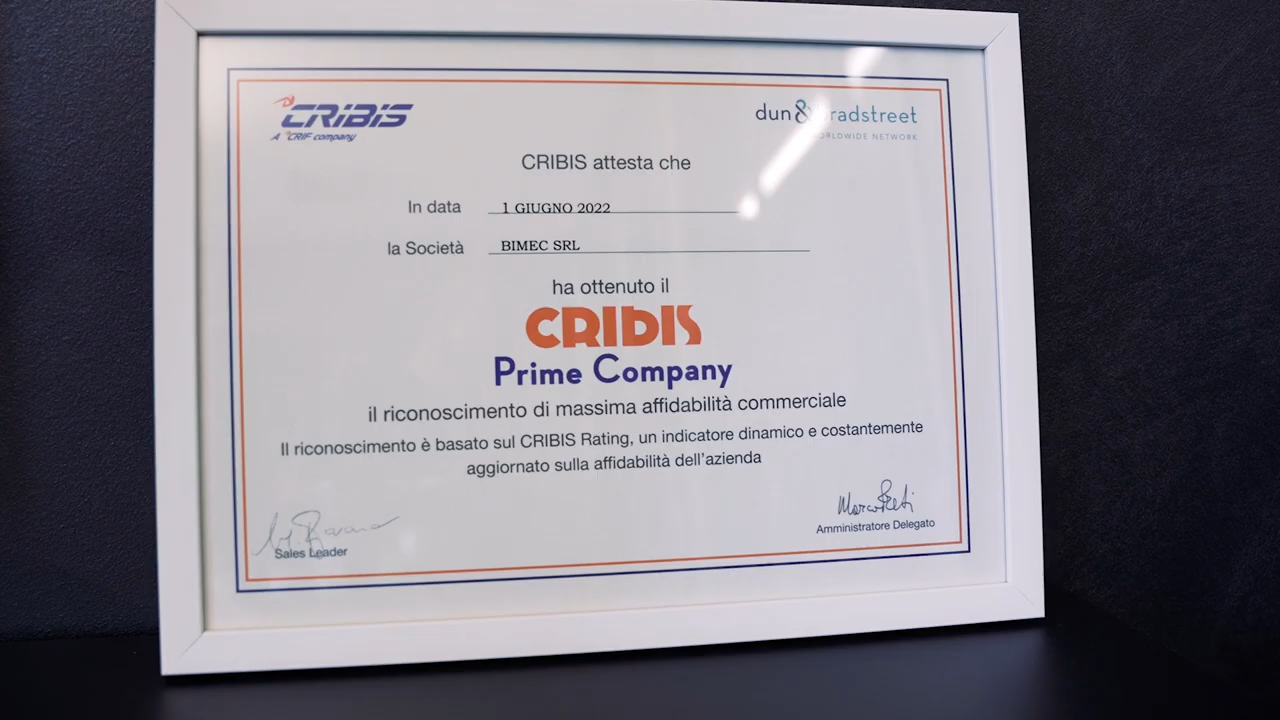 CRIBIS
A CRIF company
dun & radstreet
WORLDWIDE NETWORK
CRIBIS attesta che
In data 1 GIUGNO 2022
la Società BIMEC SRL
ha ottenuto il
CRIBIS
Prime Company
il riconoscimento di massima affidabilità commerciale
Il riconoscimento è basato sul CRIBIS Rating, un indicatore dinamico e costantemente
aggiornato sulla affidabilità dell'azienda
Sales Leader
Amministratore Delegato